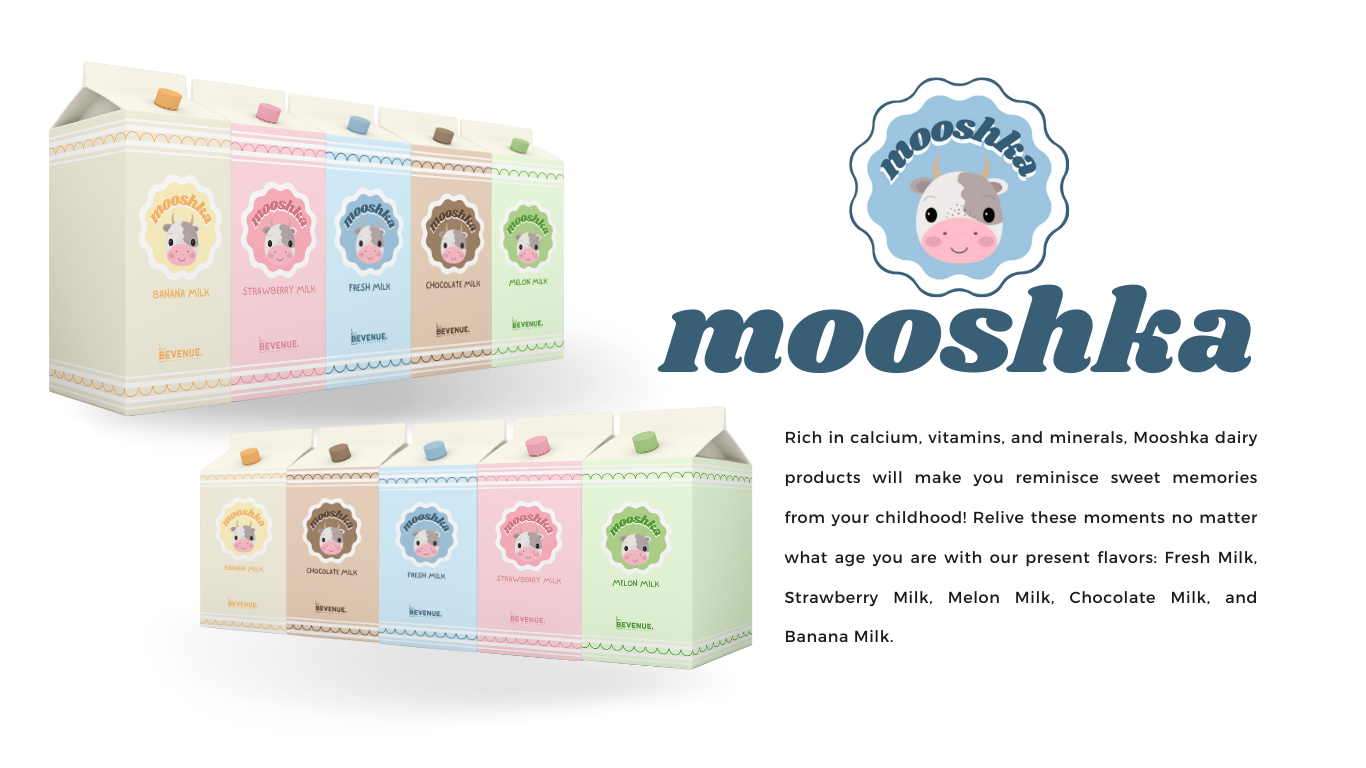 mooshka
mooshka
mooshka
mooshka
mooshka
BANANA MILK
STRAWBERRY MILK
FRESH MILK
CHOCOLATE MILK
MELON MILK
BEVENUE.
BEVENUE.
BEVENUE.
BEVENUE.
BEVENUE.
mooshka
mooshka
mooshka
mooshka
mooshka
BANANA MILK
CHOCOLATE MILK
FRESH MILK
STRAWBERRY MILK
MELON MILK
BEVENUE.
BEVENUE.
BEVENUE.
BEVENUE.
BEVENUE.
mooshka
mooshka
Rich in calcium, vitamins, and minerals, Mooshka dairy
products will make you reminisce sweet memories
from your childhood! Relive these moments no matter
what age you are with our present flavors: Fresh Milk,
Strawberry Milk, Melon Milk, Chocolate Milk, and
Banana Milk.